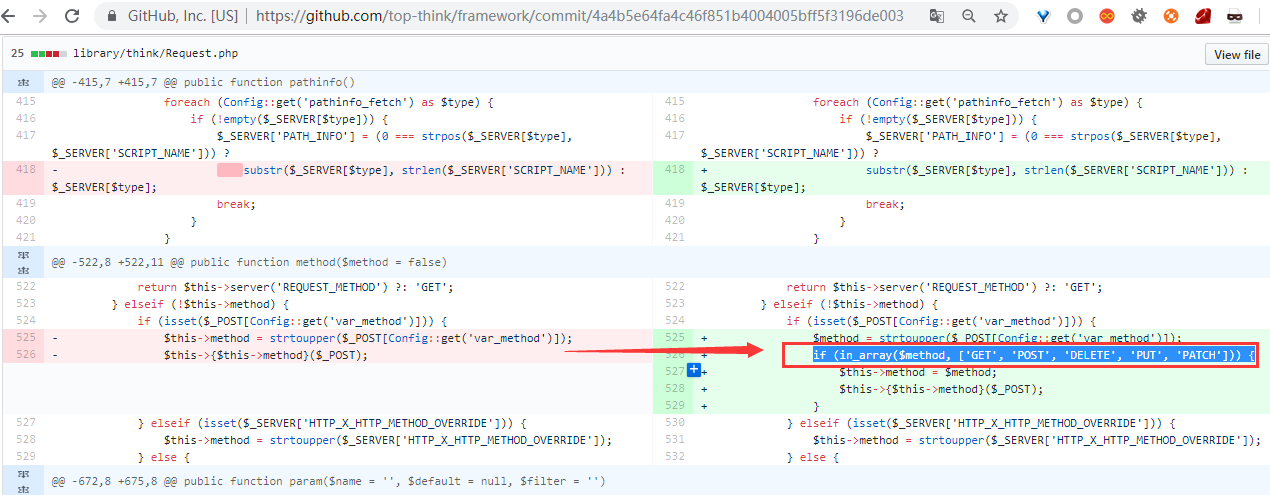 GitHub, Inc. [US] | https://github.com/top-think/framework/commit/4a4b5e64fa4c46f851b4004005bff5f3196de003
25 library/think/Request.php View file
@@ -415,7 +415,7 @@ public function pathinfo()
415 foreach (Config::get('pathinfo_fetch') as $type) {
416 if (!empty($_SERVER[$type])) {
417 $_SERVER['PATH_INFO'] = (0 === strpos($_SERVER[$type],
$_SERVER['SCRIPT_NAME'])) ?
418 - substr($_SERVER[$type], strlen($_SERVER['SCRIPT_NAME'])) :
$_SERVER[$type];
419 break;
420 }
421 }
415 foreach (Config::get('pathinfo_fetch') as $type) {
416 if (!empty($_SERVER[$type])) {
417 $_SERVER['PATH_INFO'] = (0 === strpos($_SERVER[$type],
$_SERVER['SCRIPT_NAME'])) ?
418 + substr($_SERVER[$type], strlen($_SERVER['SCRIPT_NAME'])) :
$_SERVER[$type];
419 break;
420 }
421 }
@@ -522,8 +522,11 @@ public function method($method = false)
522 return $this->server('REQUEST_METHOD') ?: 'GET';
523 } elseif (!$this->method) {
524 if (isset($_POST[Config::get('var_method')])) {
525 - $this->method = strtoupper($_POST[Config::get('var_method')]);
526 - $this->{$this->method}($_POST);
527 } elseif (isset($_SERVER['HTTP_X_HTTP_METHOD_OVERRIDE'])) {
528 $this->method = strtoupper($_SERVER['HTTP_X_HTTP_METHOD_OVERRIDE']);
529 } else {
522 return $this->server('REQUEST_METHOD') ?: 'GET';
523 } elseif (!$this->method) {
524 if (isset($_POST[Config::get('var_method')])) {
525 + $method = strtoupper($_POST[Config::get('var_method')]);
526 + if (in_array($method, ['GET', 'POST', 'DELETE', 'PUT', 'PATCH'])) {
527 + $this->method = $method;
528 + $this->{$this->method}($_POST);
529 + }
530 } elseif (isset($_SERVER['HTTP_X_HTTP_METHOD_OVERRIDE'])) {
531 $this->method = strtoupper($_SERVER['HTTP_X_HTTP_METHOD_OVERRIDE']);
532 } else {
@@ -672,8 +675,8 @@ public function param($name = '', $default = null, $filter = '')